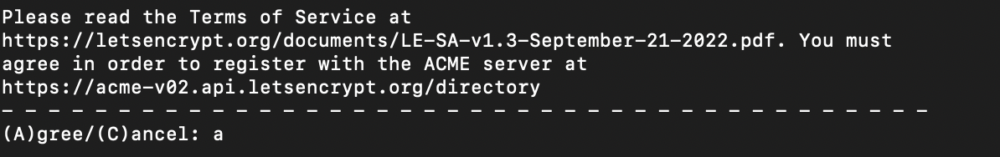 Please read the Terms of Service at
https://letsencrypt.org/documents/LE-SA-v1.3-September-21-2022.pdf. You must
agree in order to register with the ACME server at
https://acme-v02.api.letsencrypt.org/directory
- - - - - - - - - - - - - - - - - - - - - - - - - - - - - - - - - - - - - - - -
(A)gree/(C)ancel: a